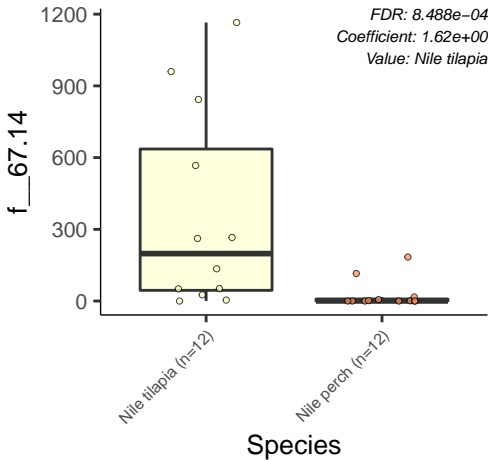 FDR: 8.488e−04
Coefficient: 1.62e+00
Value: Nile tilapia
1200
900
600
300
0
f__67.14
Nile tilapia (n=12)
Nile perch (n=12)
Species